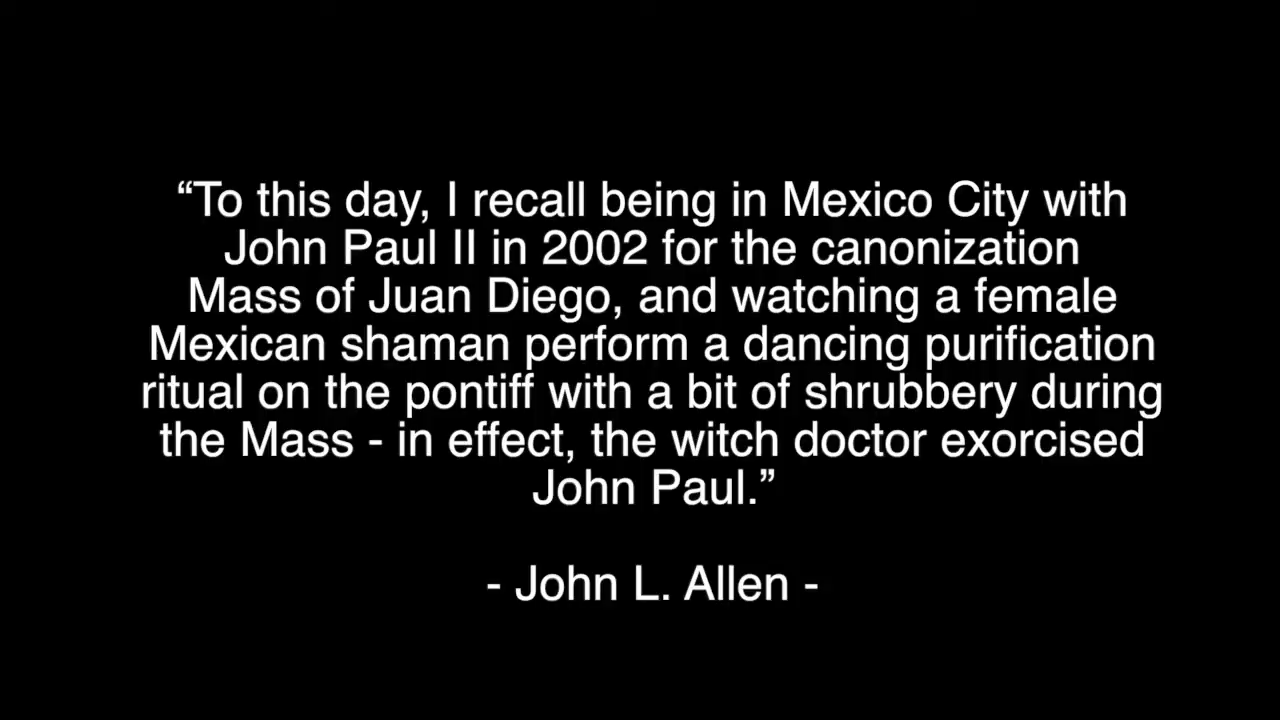 “To this day, I recall being in Mexico City with
John Paul II in 2002 for the canonization
Mass of Juan Diego, and watching a female
Mexican shaman perform a dancing purification
ritual on the pontiff with a bit of shrubbery during
the Mass - in effect, the witch doctor exorcised
John Paul.”
- John L. Allen -